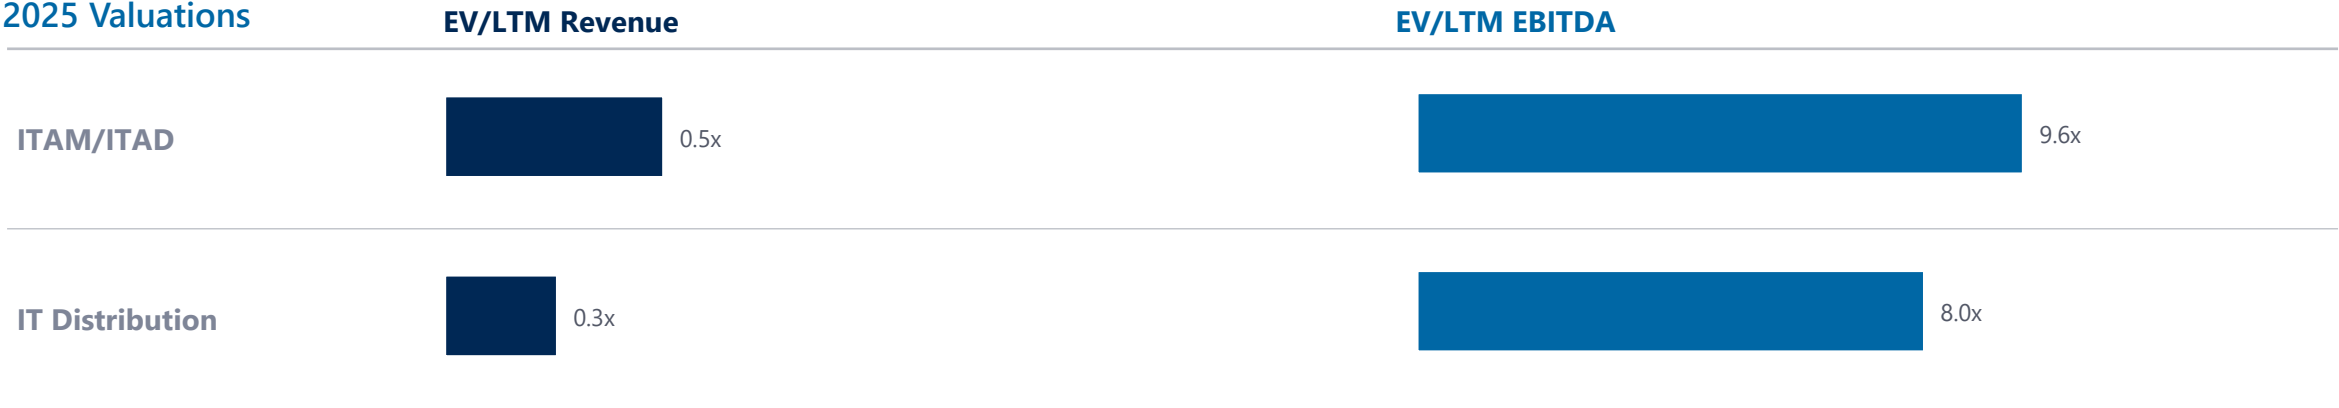 2025 Valuations
EV/LTM Revenue
EV/LTM EBITDA
ITAM/ITAD
0.5x
9.6x
IT Distribution
0.3x
8.0x